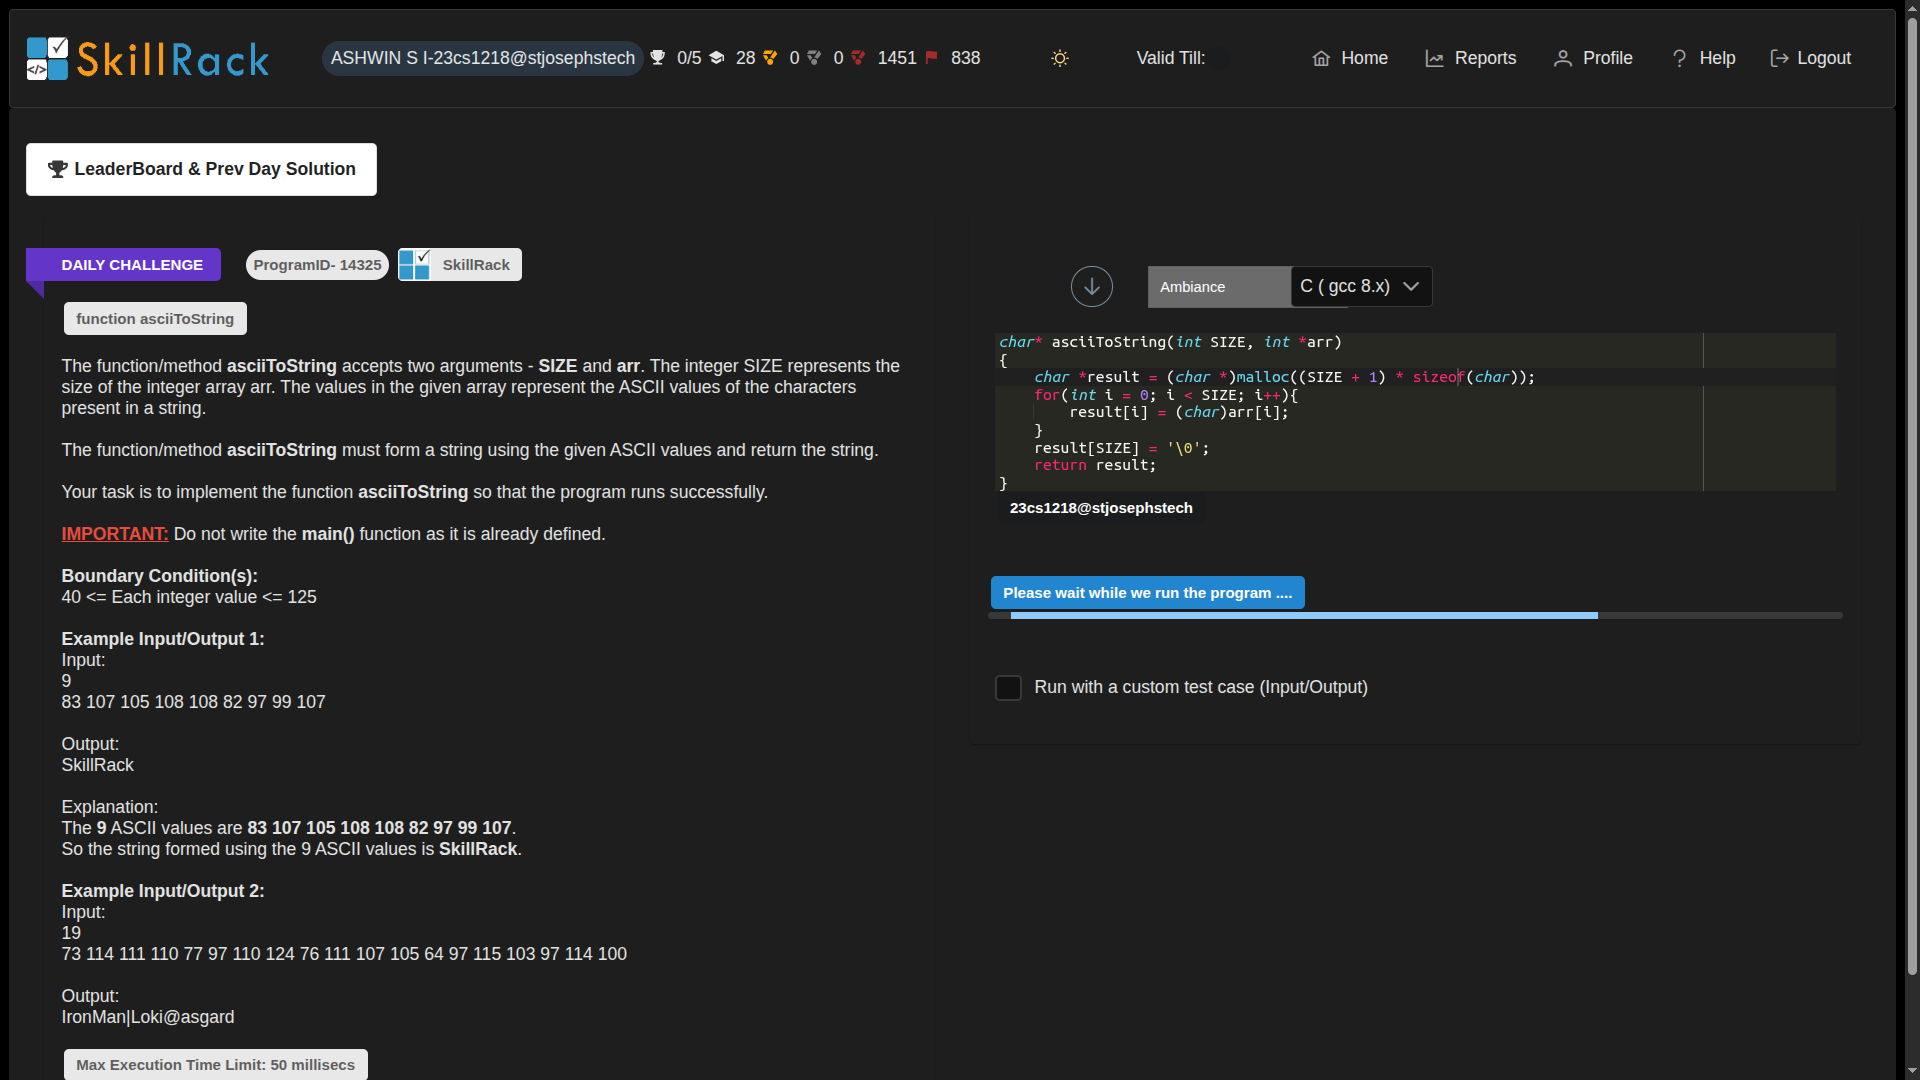 SkillRack
ASHWIN S I-23cs1218@stjosephstech 0/5 28 0 0 1451 838 Valid Till: Home Reports Profile Help Logout
LeaderBoard & Prev Day Solution
DAILY CHALLENGE ProgramID- 14325 SkillRack
function asciiToString
The function/method asciiToString accepts two arguments - SIZE and arr. The integer SIZE represents the
size of the integer array arr. The values in the given array represent the ASCII values of the characters
present in a string.
The function/method asciiToString must form a string using the given ASCII values and return the string.
Your task is to implement the function asciiToString so that the program runs successfully.
IMPORTANT: Do not write the main() function as it is already defined.
Boundary Condition(s):
40 <= Each integer value <= 125
Example Input/Output 1:
Input:
9
83 107 105 108 108 82 97 99 107
Output:
SkillRack
Explanation:
The 9 ASCII values are 83 107 105 108 108 82 97 99 107.
So the string formed using the 9 ASCII values is SkillRack.
Example Input/Output 2:
Input:
19
73 114 111 110 77 97 110 124 76 111 107 105 64 97 115 103 97 114 100
Output:
IronMan|Loki@asgard
Max Execution Time Limit: 50 millisecs
Ambiance C ( gcc 8.x)
char* asciiToString(int SIZE, int *arr)
{
    char *result = (char *)malloc((SIZE + 1) * sizeof(char));
    for(int i = 0; i < SIZE; i++){
        result[i] = (char)arr[i];
    }
    result[SIZE] = '\0';
    return result;
}
23cs1218@stjosephstech
Please wait while we run the program ....
Run with a custom test case (Input/Output)